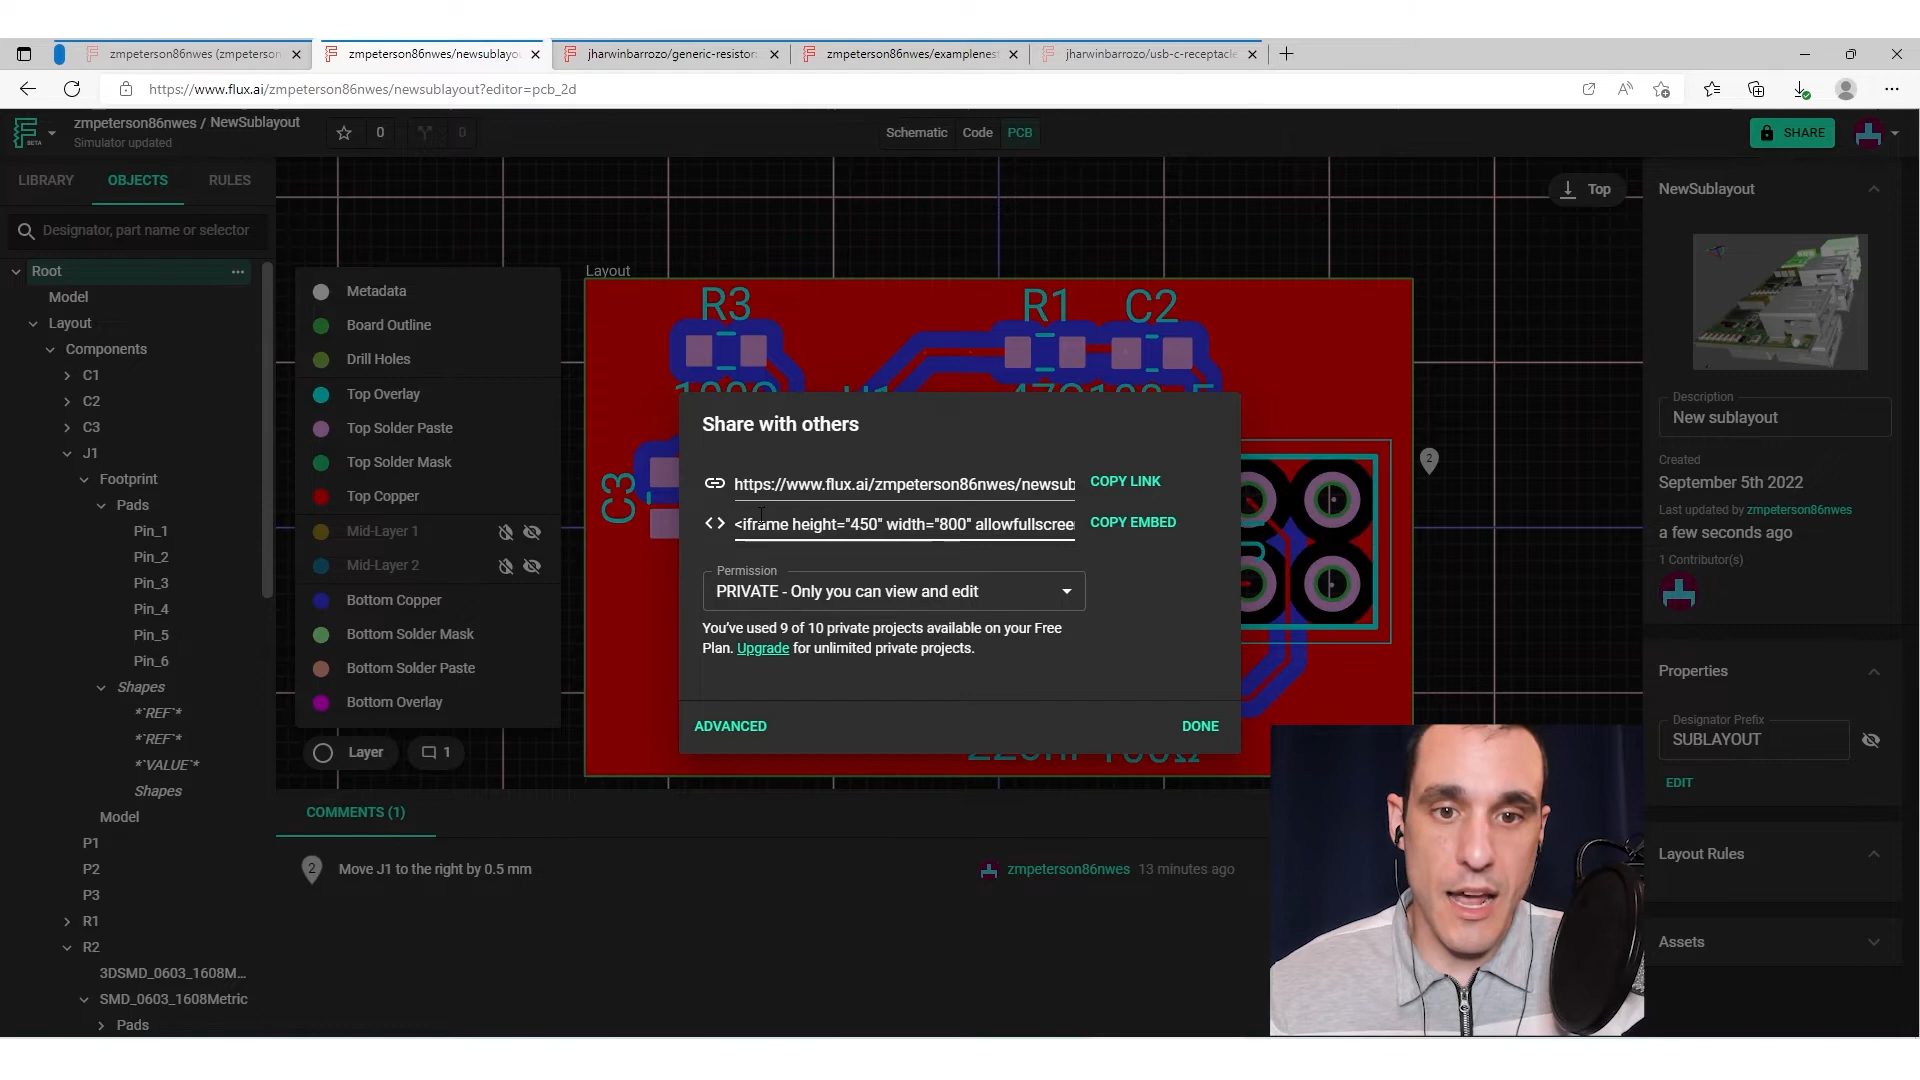 zmpeterson86nwes (zmpeterson
zmpeterson86nwes/newsublayou
jharwinbarrozo/generic-resistor
zmpeterson86nwes/examplenest
jharwinbarrozo/usb-c-receptacle
https://www.flux.ai/zmpeterson86nwes/newsublayout?editor=pcb_2d
BETA
zmpeterson86nwes / NewSublayout
Simulator updated
0
0
Schematic
Code
PCB
SHARE
LIBRARY
OBJECTS
RULES
Designator, part name or selector
Root
Model
Layout
Components
C1
C2
C3
J1
Footprint
Pads
Pin_1
Pin_2
Pin_3
Pin_4
Pin_5
Pin_6
Shapes
*`REF`*
*`REF`*
*`VALUE`*
Shapes
Model
P1
P2
P3
R1
R2
3DSMD_0603_1608M...
SMD_0603_1608Metric
Pads
Metadata
Board Outline
Drill Holes
Top Overlay
Top Solder Paste
Top Solder Mask
Top Copper
Mid-Layer 1
Mid-Layer 2
Bottom Copper
Bottom Solder Mask
Bottom Solder Paste
Bottom Overlay
Layer
1
Layout
R3
R1
C2
C3
Top
2
Share with others
https://www.flux.ai/zmpeterson86nwes/newsub
COPY LINK
<iframe height="450" width="800" allowfullscreen
COPY EMBED
Permission
PRIVATE - Only you can view and edit
You've used 9 of 10 private projects available on your Free
Plan. Upgrade for unlimited private projects.
ADVANCED
DONE
COMMENTS (1)
2
Move J1 to the right by 0.5 mm
zmpeterson86nwes 13 minutes ago
NewSublayout
Description
New sublayout
Created
September 5th 2022
Last updated by zmpeterson86nwes
a few seconds ago
1 Contributor(s)
Properties
Designator Prefix
SUBLAYOUT
EDIT
Layout Rules
Assets